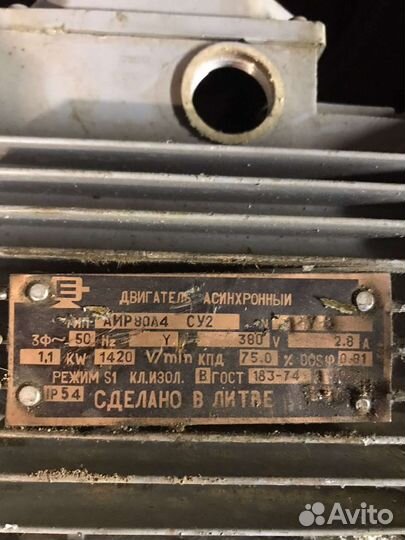 ДВИГАТЕЛЬ АСИНХРОННЫЙ
ТИП АИР80А4 СУ2 N
3Ф~ 50 Hz Y 380 V 2.8 A
1,1 KW 1420 V/min КПД 75.0 % COSφ 0.81
РЕЖИМ S1 КЛ.ИЗОЛ. В ГОСТ 183-74
IP54 СДЕЛАНО В ЛИТВЕ
Avito